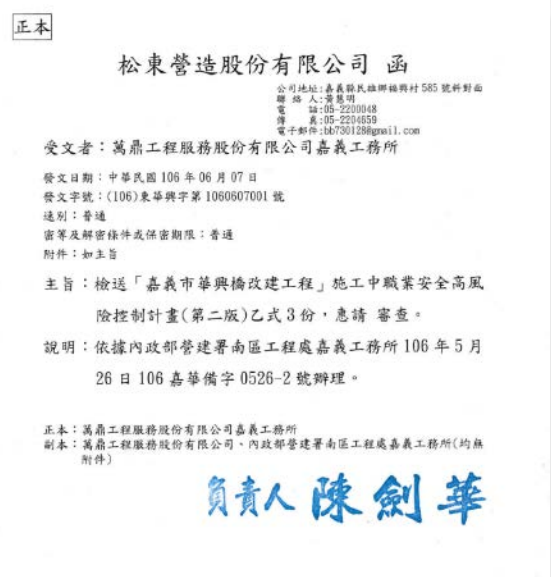 正本
松東營造股份有限公司 函
公司地址:嘉義縣民雄鄉福興村585號斜對面
聯 絡 人:黃慧明
電 話:05-2200048
傳 真:05-2204659
電子郵件:bb730128@gmail.com
受文者：萬鼎工程服務股份有限公司嘉義工務所
發文日期：中華民國106年06月07日
發文字號：(106)東華興字第1060607001號
速別：普通
密等及解密條件或保密期限：普通
附件：如主旨
主旨：檢送「嘉義市華興橋改建工程」施工中職業安全高風
險控制計畫(第二版)乙式3份，惠請 審查。
說明：依據內政部營建署南區工程處嘉義工務所106年5月
26日106嘉華備字0526-2號辦理。
正本：萬鼎工程服務股份有限公司嘉義工務所
副本：萬鼎工程服務股份有限公司、內政部營建署南區工程處嘉義工務所(均無
附件)
負責人 陳劍華